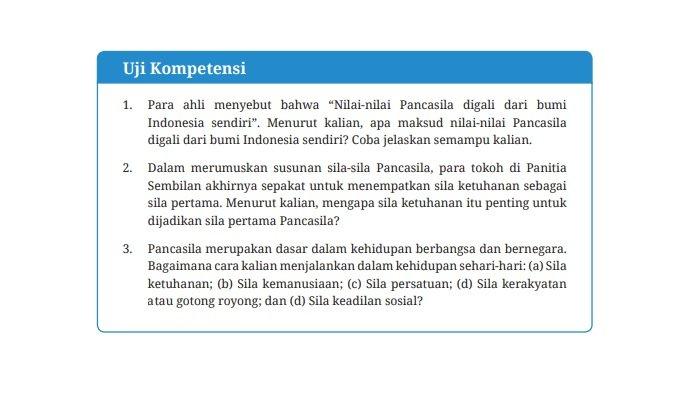 Uji Kompetensi
1. Para ahli menyebut bahwa “Nilai-nilai Pancasila digali dari bumi
Indonesia sendiri”. Menurut kalian, apa maksud nilai-nilai Pancasila
digali dari bumi Indonesia sendiri? Coba jelaskan semampu kalian.
2. Dalam merumuskan susunan sila-sila Pancasila, para tokoh di Panitia
Sembilan akhirnya sepakat untuk menempatkan sila ketuhanan sebagai
sila pertama. Menurut kalian, mengapa sila ketuhanan itu penting untuk
dijadikan sila pertama Pancasila?
3. Pancasila merupakan dasar dalam kehidupan berbangsa dan bernegara.
Bagaimana cara kalian menjalankan dalam kehidupan sehari-hari: (a) Sila
ketuhanan; (b) Sila kemanusiaan; (c) Sila persatuan; (d) Sila kerakyatan
atau gotong royong; dan (d) Sila keadilan sosial?